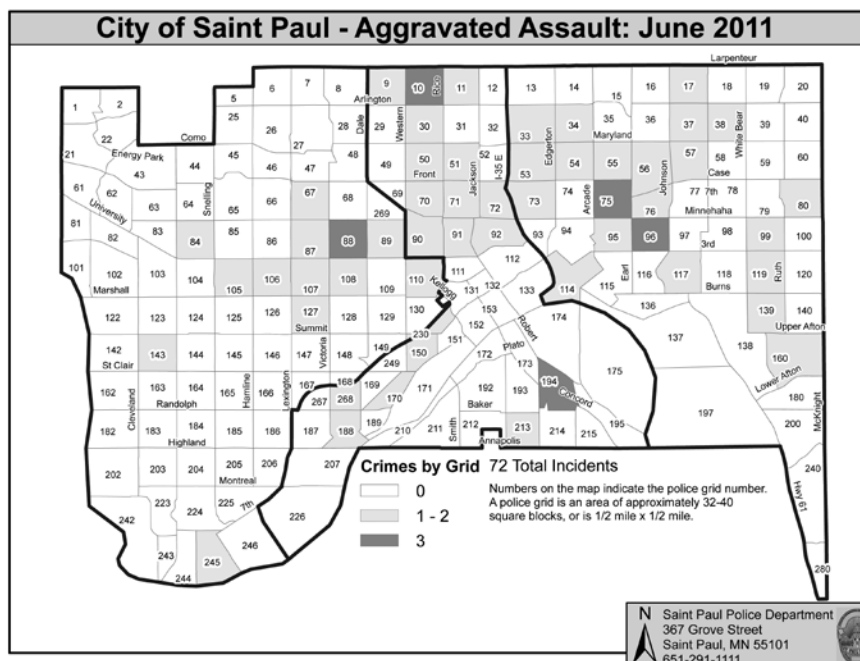 City of Saint Paul - Aggravated Assault: June 2011
Larpenteur
1 2 5 6 7 8 9 10 Rico 11 12 13 14 15 16 17 18 19 20
Arlington
21 22 25 26 27 28 Dale 29 Western 30 31 32 33 Edgerton 34 35 36 37 38 White Bear 39 40
Como
Maryland
Energy Park
43 44 45 46 47 48 49 50 51 52 53 54 55 56 57 58 59 60
Front
Jackson
I-35 E
Johnson
Case
61 62 63 64 Snelling 65 66 67 68 69 70 71 72 73 74 Arcade 75 76 77 7th 78 79 80
University
269
Minnehaha
81 82 83 84 85 86 87 88 89 90 91 92 93 94 95 96 97 3rd 98 99 100
101 102 103 104 105 106 107 108 109 110 111 112 114 115 Earl 116 117 118 119 Ruth 120
Marshall
Kellogg
Burns
122 123 124 125 126 127 128 129 130 131 132 133 136 137 138 139 140
Summit
Robert
Upper Afton
142 143 144 145 146 147 Victoria 148 149 249 230 150 151 152 153 172 173 174 175 160
St Clair
Plato
Lower Afton
162 Cleveland 163 164 165 Hamline 166 Lexington 167 267 168 268 169 170 171 192 193 194 Concord 195 197 180 200 McKnight
Randolph
Baker
182 183 184 185 186 187 188 189 210 211 Smith 212 213 214 215
Highland
Annapolis
202 203 204 205 206 207 240
Montreal
223 224 225 7th 226 Hwy 61
242 243 244 245 246 280
Crimes by Grid 72 Total Incidents
0
1 - 2
3
Numbers on the map indicate the police grid number.
A police grid is an area of approximately 32-40
square blocks, or is 1/2 mile x 1/2 mile.
N
Saint Paul Police Department
367 Grove Street
Saint Paul, MN 55101
651-291-1111